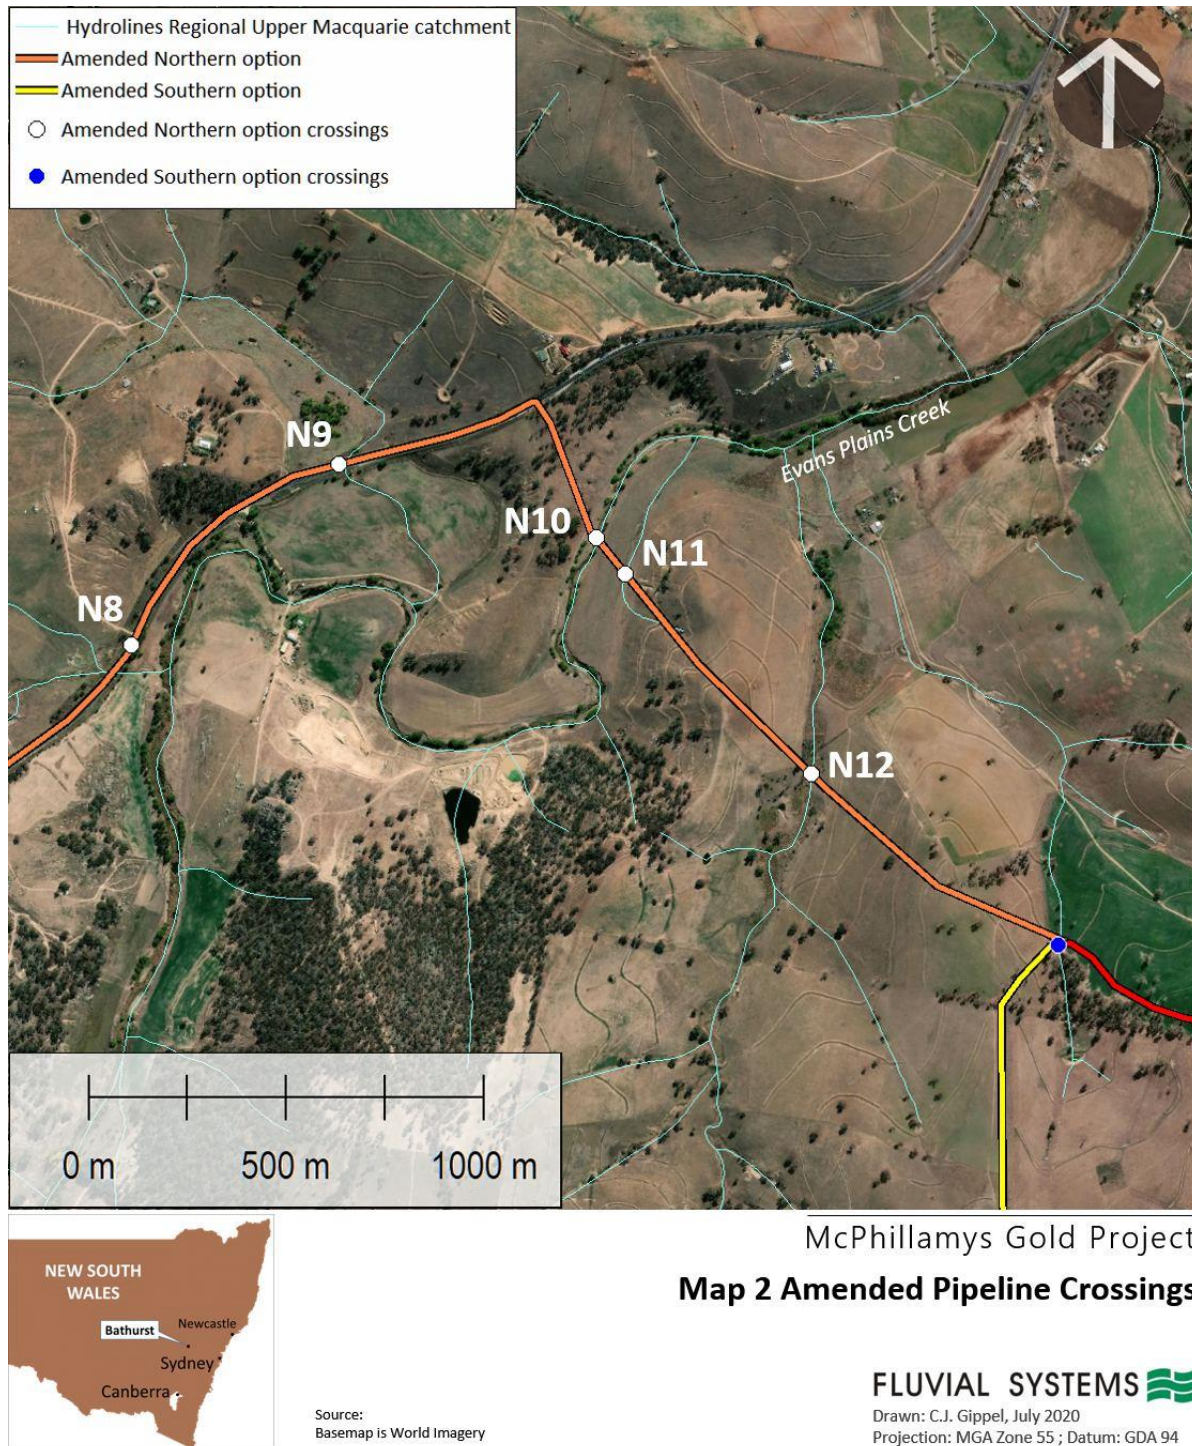 Hydrolines Regional Upper Macquarie catchment
Amended Northern option
Amended Southern option
Amended Northern option crossings
Amended Southern option crossings
N9
Evans Plains Creek
N10
N11
N8
N12
0 m 500 m 1000 m
McPhillamys Gold Project
Map 2 Amended Pipeline Crossings
NEW SOUTH
WALES
Bathurst
Newcastle
Sydney
Canberra
FLUVIAL SYSTEMS
Source:
Basemap is World Imagery
Drawn: C.J. Gippel, July 2020
Projection: MGA Zone 55 ; Datum: GDA 94